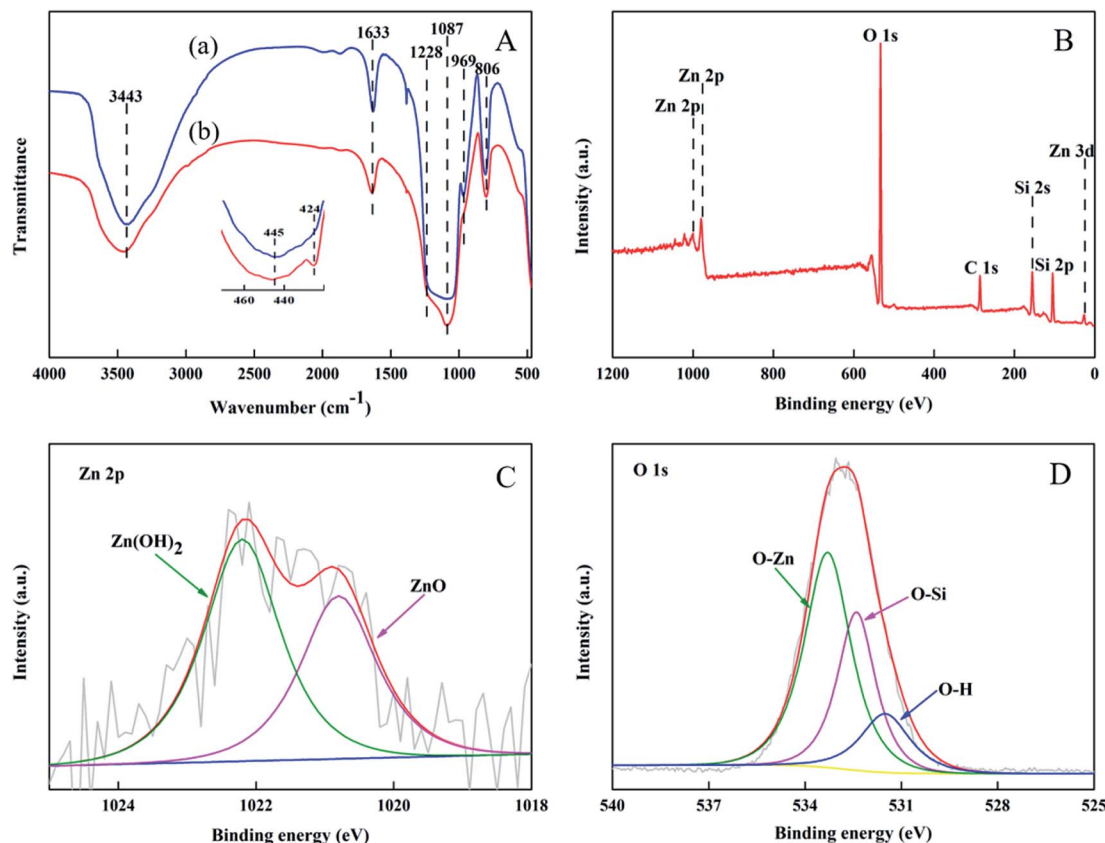 (a)
(b)
A
3443
1633
1228
1087
969
806
445
424
460
440
Transmittance
4000
3500
3000
2500
2000
1500
1000
500
Wavenumber (cm-1)
B
O 1s
Zn 2p
Zn 2p
Zn 3d
Si 2s
C 1s
Si 2p
Intensity (a.u.)
1200
1000
800
600
400
200
0
Binding energy (eV)
Zn 2p
C
Zn(OH)2
ZnO
Intensity (a.u.)
1024
1022
1020
1018
Binding energy (eV)
O 1s
D
O-Zn
O-Si
O-H
Intensity (a.u.)
540
537
534
531
528
525
Binding energy (eV)